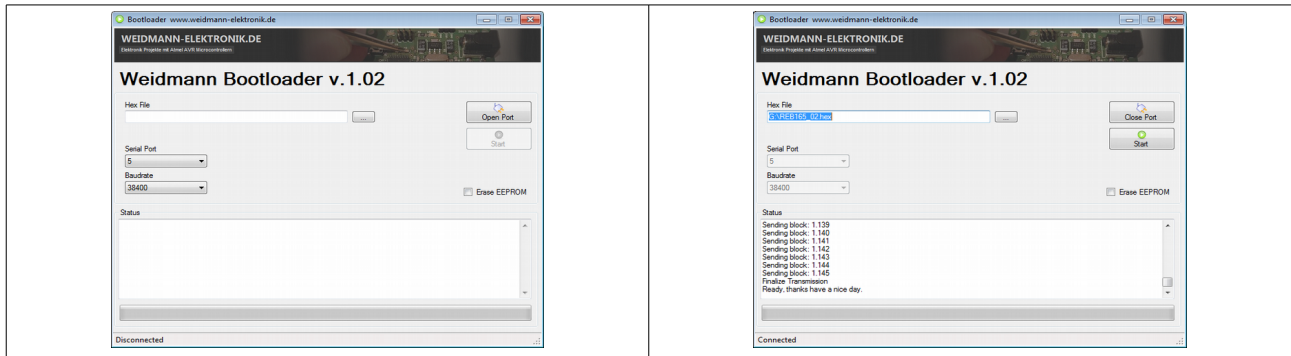 Bootloader www.weidmann-elektronik.de
WEIDMANN-ELEKTRONIK.DE
Elektronik Projekte mit Atmel AVR Microcontrollern
Weidmann Bootloader v.1.02
Hex File
...
Open Port
Start
Serial Port
5
Baudrate
38400
Erase EEPROM
Status
Disconnected
Bootloader www.weidmann-elektronik.de
WEIDMANN-ELEKTRONIK.DE
Elektronik Projekte mit Atmel AVR Microcontrollern
Weidmann Bootloader v.1.02
Hex File
G:\REB165_02.hex
...
Close Port
Start
Serial Port
5
Baudrate
38400
Erase EEPROM
Status
Sending block: 1.139
Sending block: 1.140
Sending block: 1.141
Sending block: 1.142
Sending block: 1.143
Sending block: 1.144
Sending block: 1.145
Finalize Transmission
Ready, thanks have a nice day.
Connected